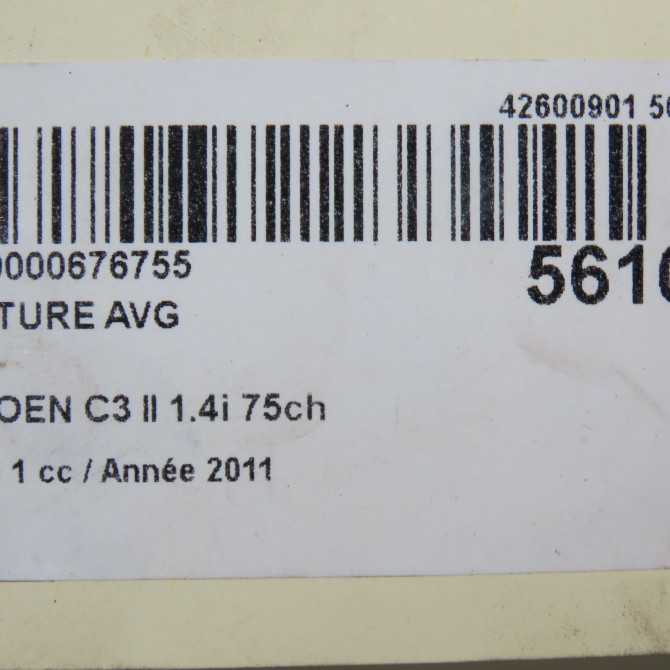 42600901 56
0000676755
5610
TURE AVG
OEN C3 II 1.4i 75ch
1 cc / Année 2011